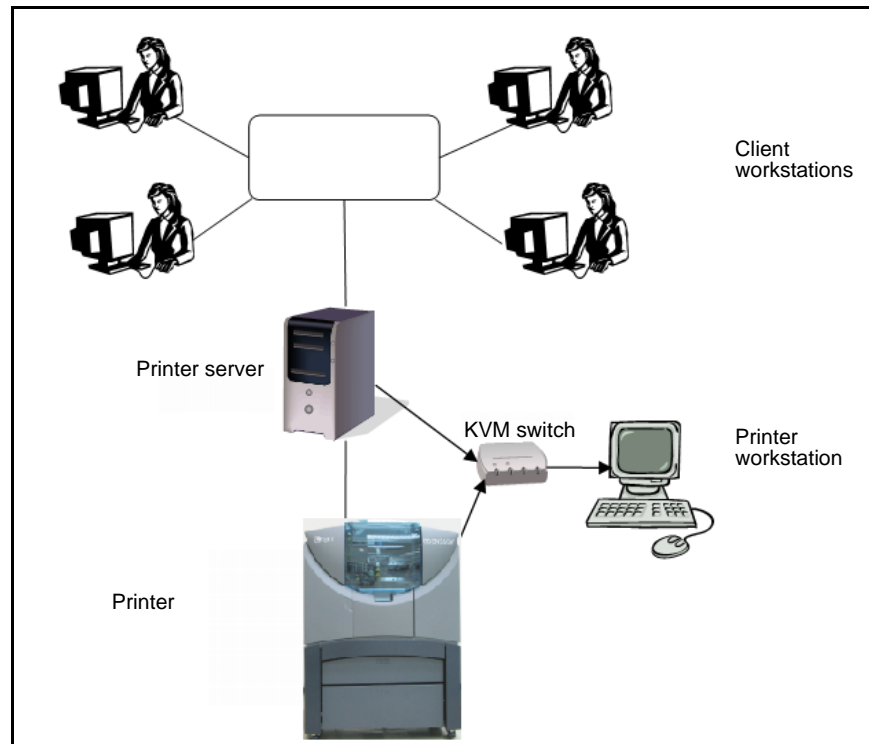 Client
workstations
Printer server
KVM switch
Printer
workstation
Printer